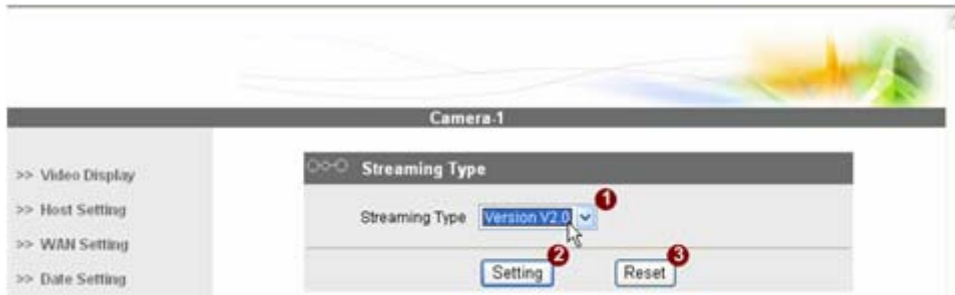 Camera-1
>> Video Display
>> Host Setting
>> WAN Setting
>> Date Setting
Streaming Type
Streaming Type Version V2.0 1
2 3
Setting Reset